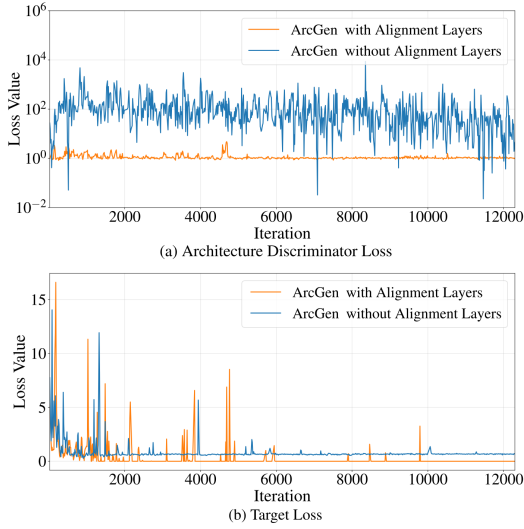 10^6
10^4
10^2
10^0
10^−2
Loss Value
ArcGen with Alignment Layers
ArcGen without Alignment Layers
2000 4000 6000 8000 10000 12000
Iteration
(a) Architecture Discriminator Loss
15
10
5
0
Loss Value
ArcGen with Alignment Layers
ArcGen without Alignment Layers
2000 4000 6000 8000 10000 12000
Iteration
(b) Target Loss